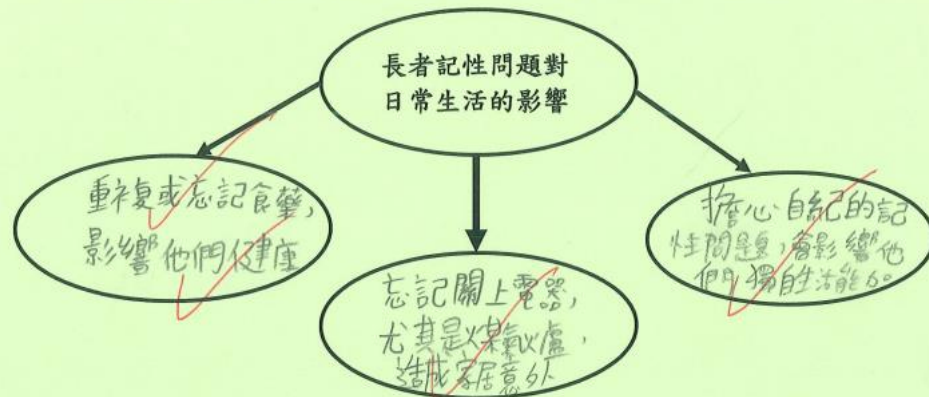 長者記性問題對
日常生活的影響
重複或忘記食藥,
影響他們健康
忘記關上電器,
尤其是煤氣爐,
造成家居意外
擔心自己的記
性問題,會影響他
們獨自生活能力。